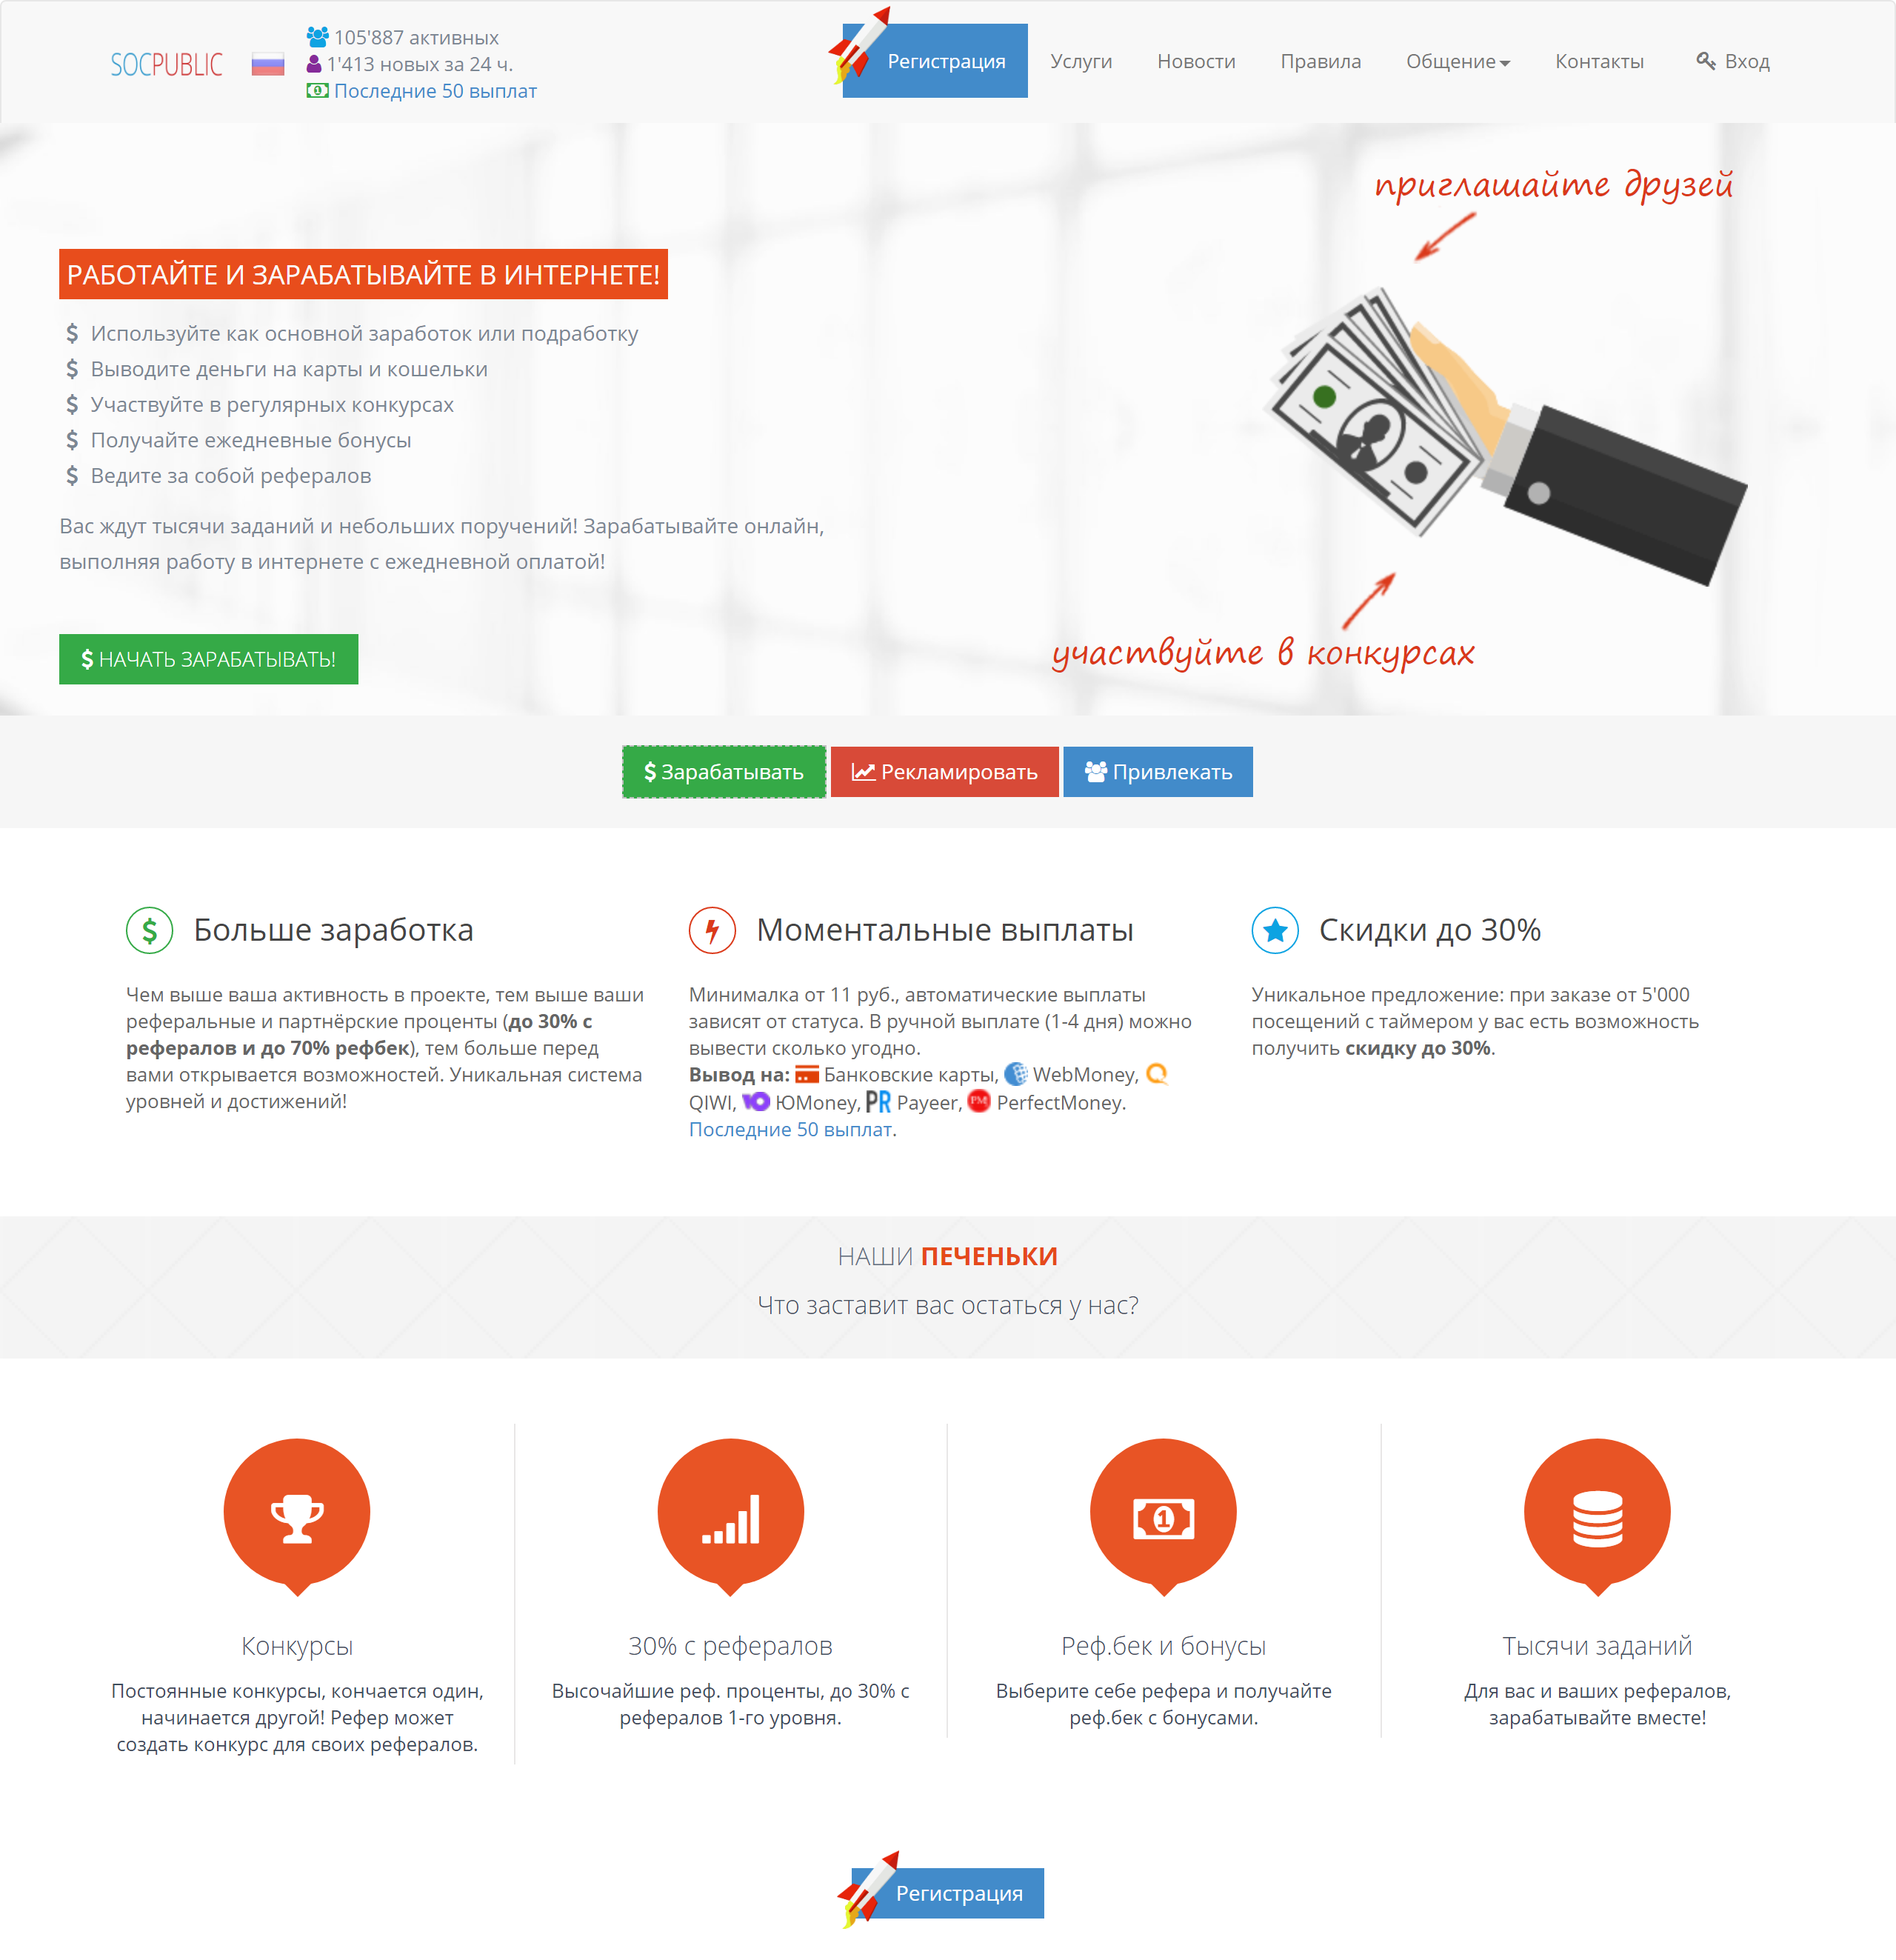 SOCPUBLIC
105'887 активных
1'413 новых за 24 ч.
Последние 50 выплат
Регистрация
Услуги
Новости
Правила
Общение
Контакты
Вход
приглашайте друзей
РАБОТАЙТЕ И ЗАРАБАТЫВАЙТЕ В ИНТЕРНЕТЕ!
Используйте как основной заработок или подработку
Выводите деньги на карты и кошельки
Участвуйте в регулярных конкурсах
Получайте ежедневные бонусы
Ведите за собой рефералов
Вас ждут тысячи заданий и небольших поручений! Зарабатывайте онлайн,
выполняя работу в интернете с ежедневной оплатой!
участвуйте в конкурсах
$ НАЧАТЬ ЗАРАБАТЫВАТЬ!
$ Зарабатывать
Рекламировать
Привлекать
Больше заработка
Чем выше ваша активность в проекте, тем выше ваши
реферальные и партнёрские проценты (до 30% с
рефералов и до 70% рефбек), тем больше перед
вами открывается возможностей. Уникальная система
уровней и достижений!
Моментальные выплаты
Минималка от 11 руб., автоматические выплаты
зависят от статуса. В ручной выплате (1-4 дня) можно
вывести сколько угодно.
Вывод на: Банковские карты, WebMoney,
QIWI, ЮMoney, PR Payeer, PM PerfectMoney.
Последние 50 выплат.
Скидки до 30%
Уникальное предложение: при заказе от 5'000
посещений с таймером у вас есть возможность
получить скидку до 30%.
НАШИ ПЕЧЕНЬКИ
Что заставит вас остаться у нас?
Конкурсы
Постоянные конкурсы, кончается один,
начинается другой! Рефер может
создать конкурс для своих рефералов.
30% с рефералов
Высочайшие реф. проценты, до 30% с
рефералов 1-го уровня.
1
Реф.бек и бонусы
Выберите себе рефера и получайте
реф.бек с бонусами.
Тысячи заданий
Для вас и ваших рефералов,
зарабатывайте вместе!
Регистрация